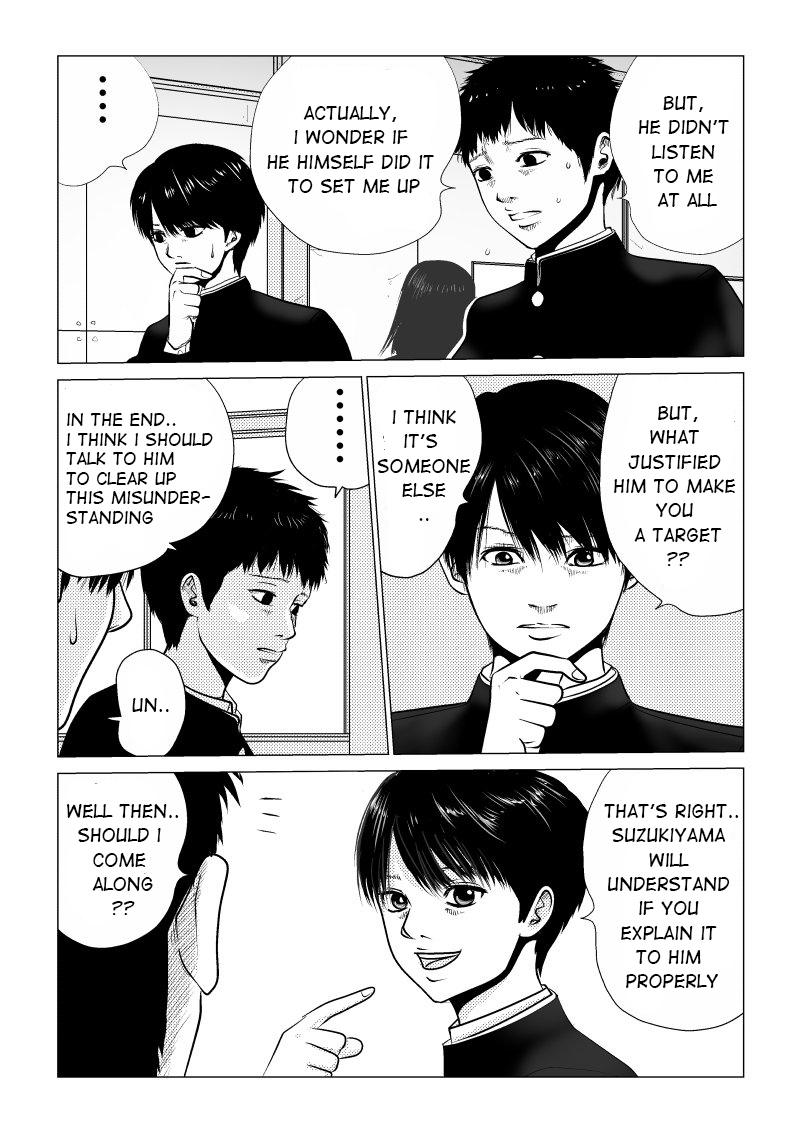 BUT,
HE DIDN'T
LISTEN
TO ME
AT ALL
ACTUALLY,
I WONDER IF
HE HIMSELF DID IT
TO SET ME UP
....
BUT,
WHAT
JUSTIFIED
HIM TO MAKE
YOU
A TARGET
??
I THINK
IT'S
SOMEONE
ELSE
..
......
IN THE END..
I THINK I SHOULD
TALK TO HIM
TO CLEAR UP
THIS MISUNDER-
STANDING
UN..
THAT'S RIGHT..
SUZUKIYAMA
WILL
UNDERSTAND
IF YOU
EXPLAIN IT
TO HIM
PROPERLY
WELL THEN..
SHOULD I
COME
ALONG
??